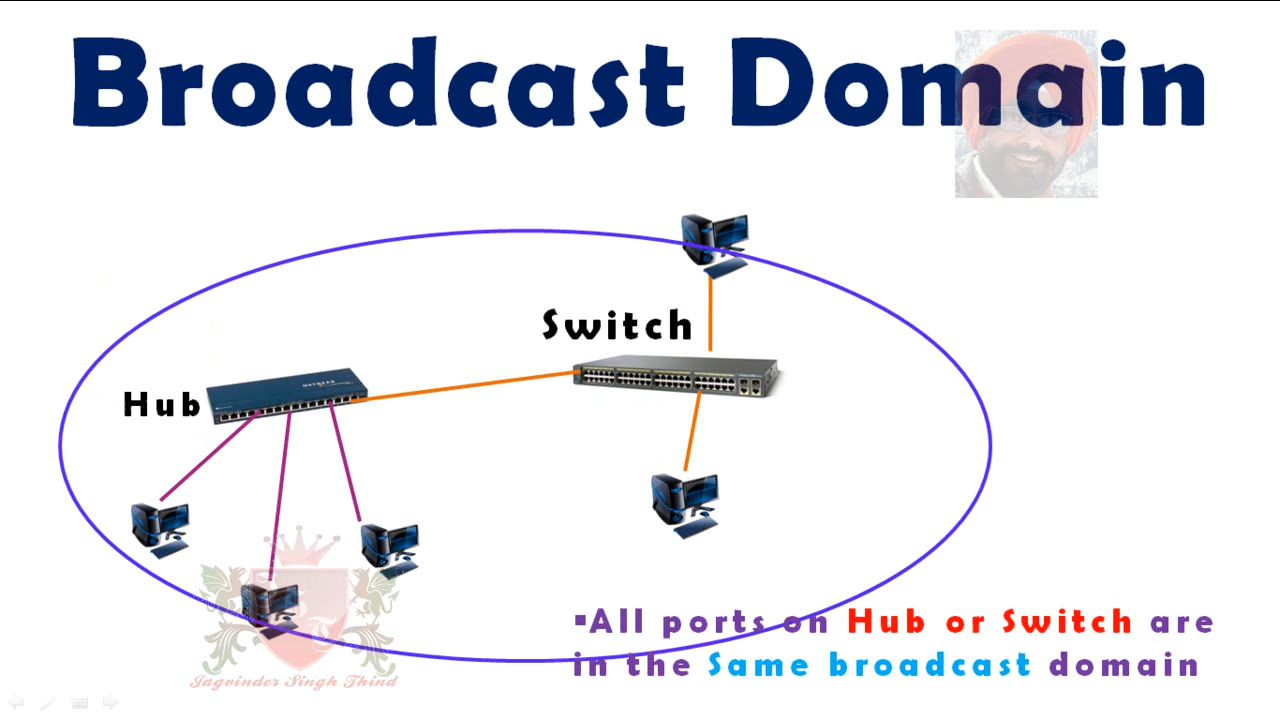 Broadcast Domain
Switch
NETGEAR
Hub
▪All ports on Hub or Switch are
in the Same broadcast domain
Jagvinder Singh Thind